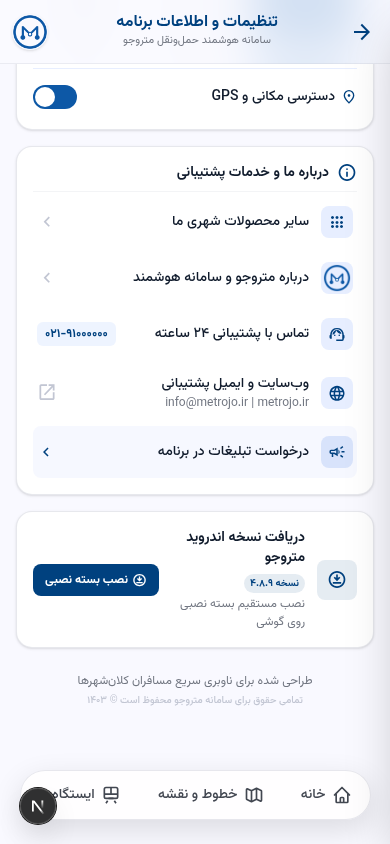 تنظیمات و اطلاعات برنامه
سامانه هوشمند حمل‌ونقل متروجو
دسترسی مکانی و GPS
درباره ما و خدمات پشتیبانی
سایر محصولات شهری ما
درباره متروجو و سامانه هوشمند
تماس با پشتیبانی ۲۴ ساعته
۰۲۱-۹۱۰۰۰۰۰۰
وب‌سایت و ایمیل پشتیبانی
info@metrojo.ir | metrojo.ir
درخواست تبلیغات در برنامه
دریافت نسخه اندروید
متروجو
نسخه ۴.۸.۹
نصب مستقیم بسته نصبی
روی گوشی
نصب بسته نصبی
طراحی شده برای ناوبری سریع مسافران کلان‌شهرها
تمامی حقوق برای سامانه متروجو محفوظ است © ۱۴۰۳
خانه
خطوط و نقشه
ایستگاه
N